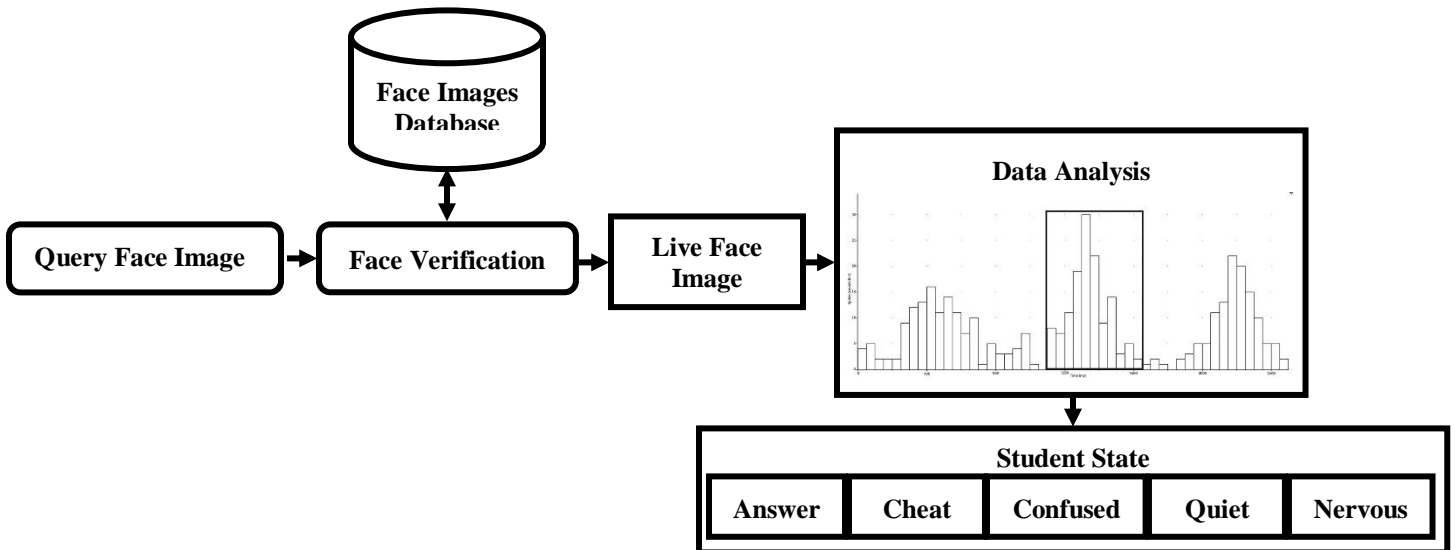 Face Images
Database
Data Analysis
Query Face Image
Face Verification
Live Face
Image
Student State
Answer
Cheat
Confused
Quiet
Nervous